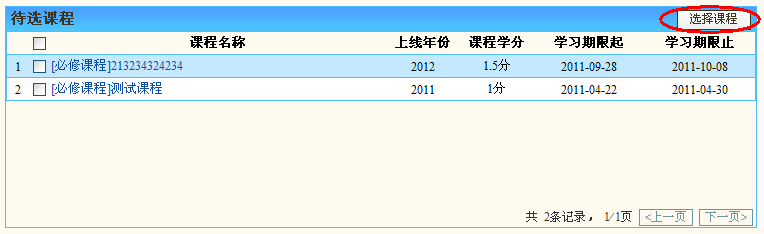 待选课程 选择课程
课程名称 上线年份 课程学分 学习期限起 学习期限止
1 [必修课程]213234324234 2012 1.5分 2011-09-28 2011-10-08
2 [必修课程]测试课程 2011 1分 2011-04-22 2011-04-30
共 2条记录， 1/1页 <上一页 下一页>